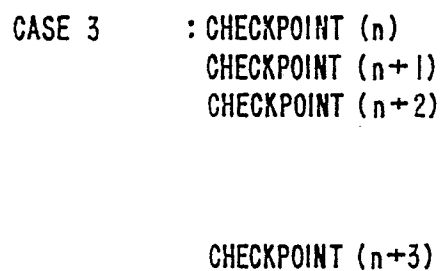 CASE 3 : CHECKPOINT (n)
CHECKPOINT (n+1)
CHECKPOINT (n+2)
CHECKPOINT (n+3)